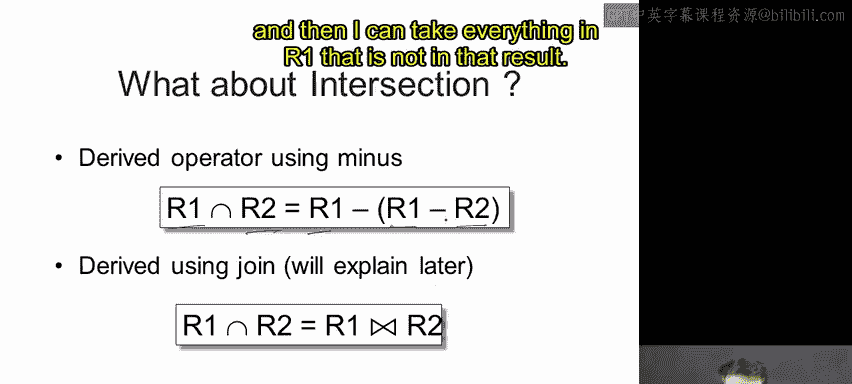 and then I can take everything in
R1 that is not in that result.
What about Intersection ?
• Derived operator using minus
R1 ∩ R2 = R1 – (R1 – R2)
• Derived using join (will explain later)
R1 ∩ R2 = R1 ⋈ R2
中英字幕课程资源@bilibili.com